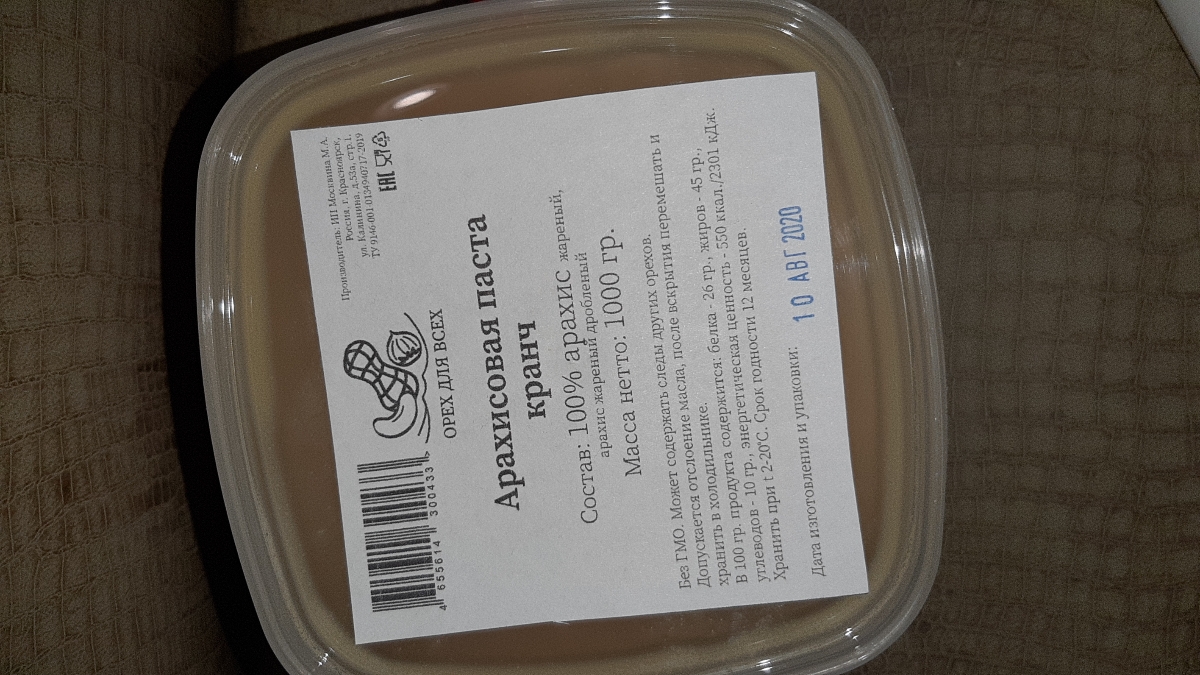 4 655614 300433 >
ОРЕХ ДЛЯ ВСЕХ
Производитель: ИП Москвина М.А.
Россия, г. Красноярск,
ул. Калинина, д.53а, стр.1.
ТУ 9146-001-0134940717-2019
ЕАС
Арахисовая паста
кранч
Состав: 100% арахис жареный,
арахис жареный дробленый
Масса нетто: 1000 гр.
Без ГМО. Может содержать следы других орехов.
Допускается отслоение масла, после вскрытия перемешать и
хранить в холодильнике.
В 100 гр. продукта содержится: белка - 26 гр., жиров - 45 гр.,
углеводов - 10 гр., энергетическая ценность - 550 ккал./2301 кДж.
Хранить при t 2-20°С. Срок годности 12 месяцев.
Дата изготовления и упаковки: 10 АВГ 2020